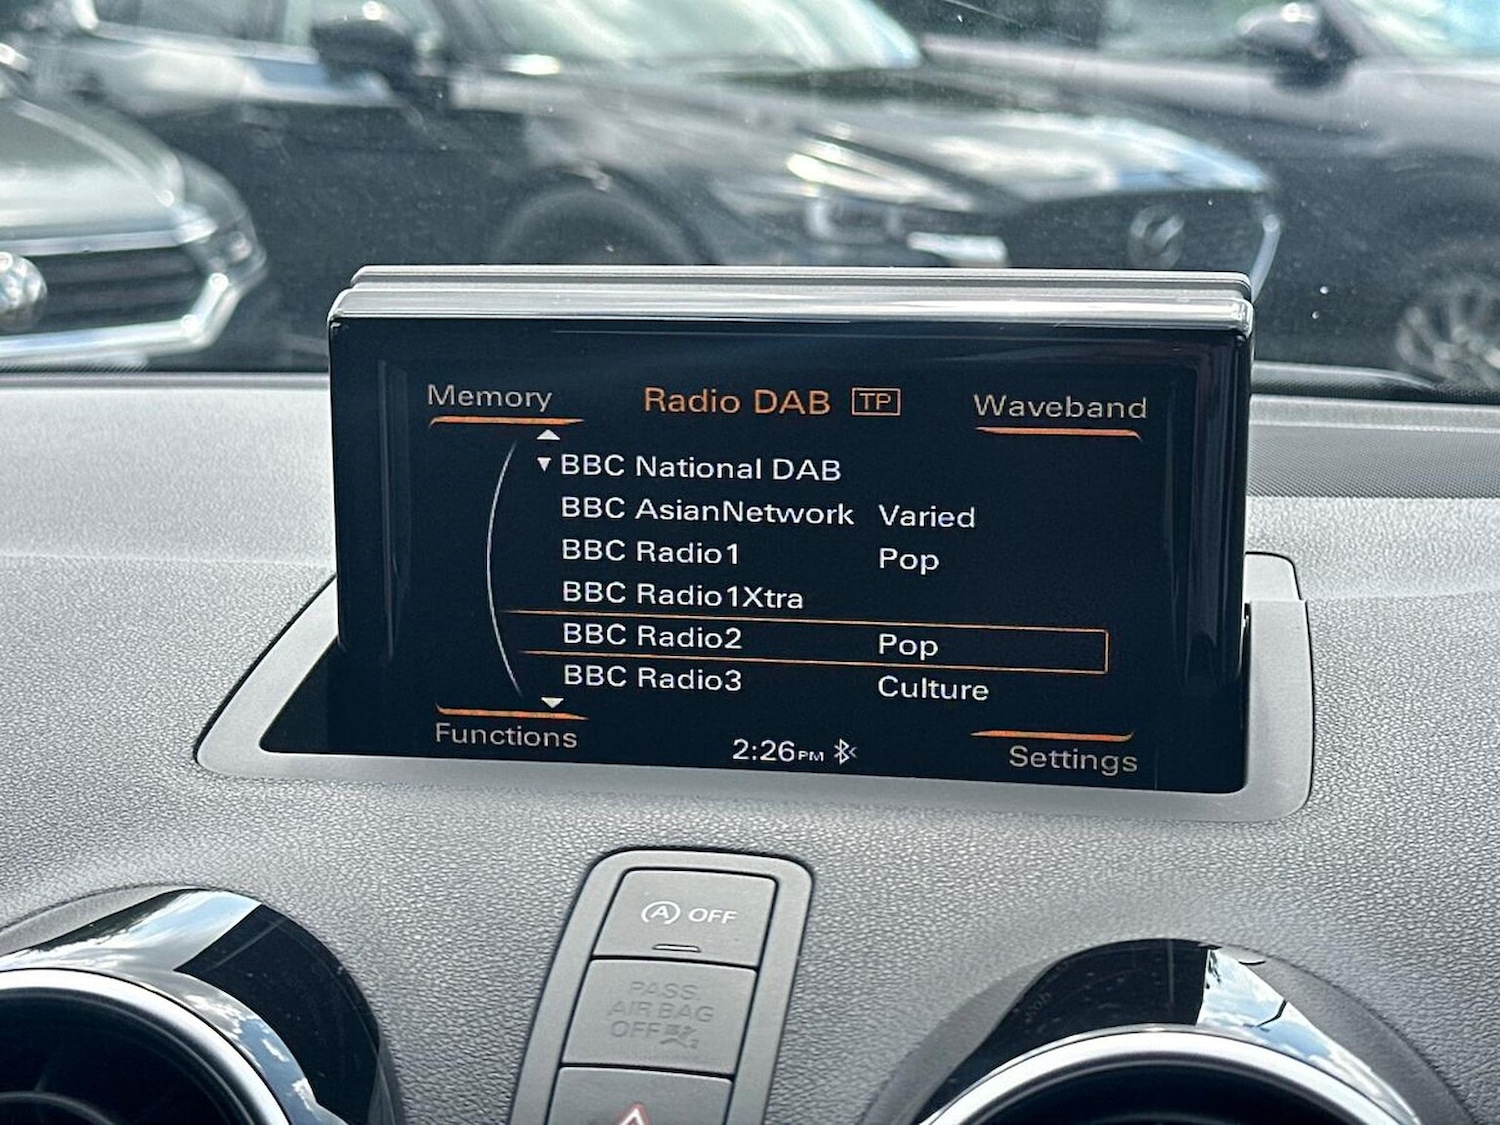 Memory Radio DAB TP Waveband
BBC National DAB
BBC AsianNetwork Varied
BBC Radio1 Pop
BBC Radio1Xtra
BBC Radio2 Pop
BBC Radio3 Culture
Functions 2:26PM Settings
A OFF
PASS
AIR BAG
OFF